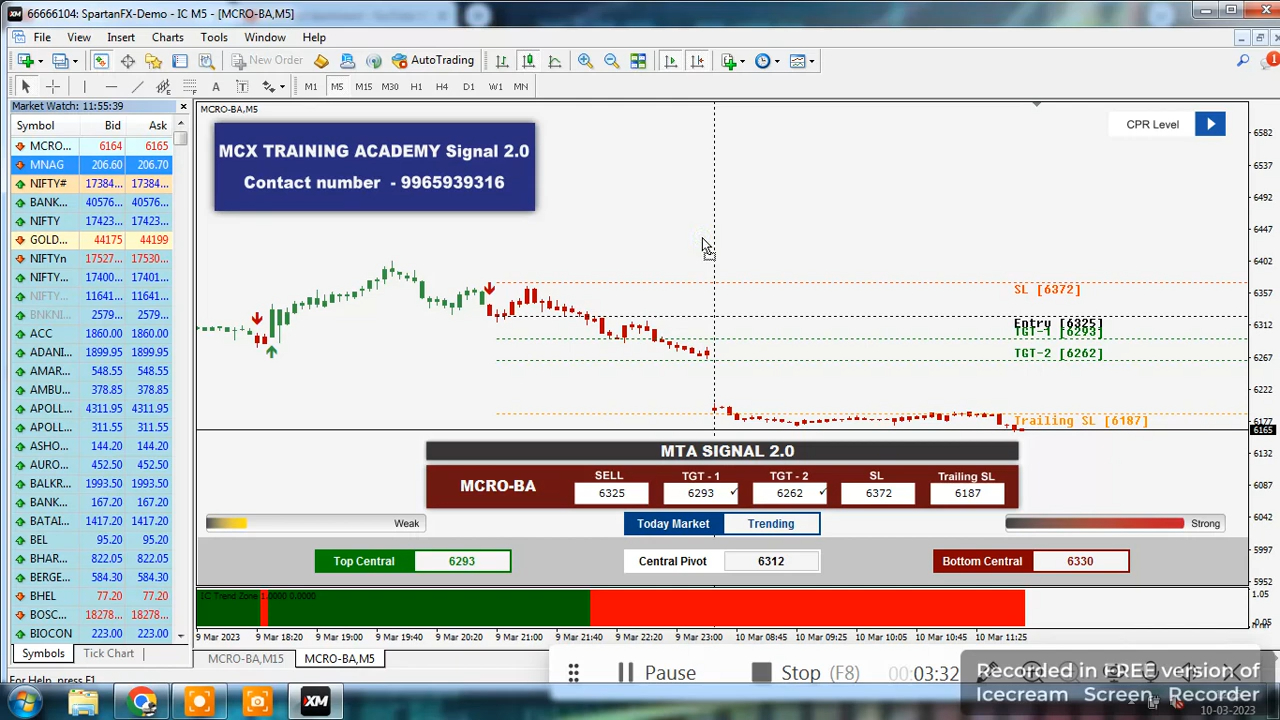 66666104: SpartanFX-Demo - IC M5 - [MCRO-BA,M5]
File View Insert Charts Tools Window Help
New Order AutoTrading
M1 M5 M15 M30 H1 H4 D1 W1 MN
Market Watch: 11:55:39
Symbol Bid Ask
MCRO... 6164 6165
MNAG 206.60 206.70
NIFTY# 17384... 17384...
BANK... 40576... 40576...
NIFTY 17423... 17423...
GOLD... 44175 44199
NIFTYn 17527... 17530...
NIFTY... 17400... 17401...
NIFTY... 11641... 11641...
BNKNI... 2579... 2579...
ACC 1860.00 1860.00
ADANI... 1899.95 1899.95
AMAR... 548.55 548.55
AMBU... 378.85 378.85
APOLL... 4311.95 4311.95
APOLL... 311.55 311.55
ASHO... 144.20 144.20
AURO... 452.50 452.50
BALKR... 1993.50 1993.50
BANK... 167.20 167.20
BATAI... 1417.20 1417.20
BEL 95.20 95.20
BHAR... 822.05 822.05
BERGE... 584.30 584.30
BHEL 77.20 77.20
BOSC... 18278... 18278...
BIOCON 223.00 223.00
Symbols Tick Chart
For Help, press F1
MCRO-BA,M5
MCX TRAINING ACADEMY Signal 2.0
Contact number - 9965939316
CPR Level
SL [6372]
Entry [6325]
TGT-1 [6293]
TGT-2 [6262]
Trailing SL [6187]
6582
6537
6492
6447
6402
6357
6312
6267
6222
6177
6165
6132
6087
6042
5997
5952
MTA SIGNAL 2.0
SELL TGT - 1 TGT - 2 SL Trailing SL
MCRO-BA 6325 6293 ✓ 6262 ✓ 6372 6187
Weak Today Market Trending Strong
Top Central 6293 Central Pivot 6312 Bottom Central 6330
IC Trend Zone 1.0000 0.0000
1.05
-0.05
9 Mar 2023 9 Mar 18:20 9 Mar 19:00 9 Mar 19:40 9 Mar 20:20 9 Mar 21:00 9 Mar 21:40 9 Mar 22:20 9 Mar 23:00 10 Mar 08:45 10 Mar 09:25 10 Mar 10:05 10 Mar 10:45 10 Mar 11:25
MCRO-BA,M15 MCRO-BA,M5
Pause Stop (F8) 00:03:32
Recorded in FREE version of
Icecream Screen Recorder
XM
10-03-2023